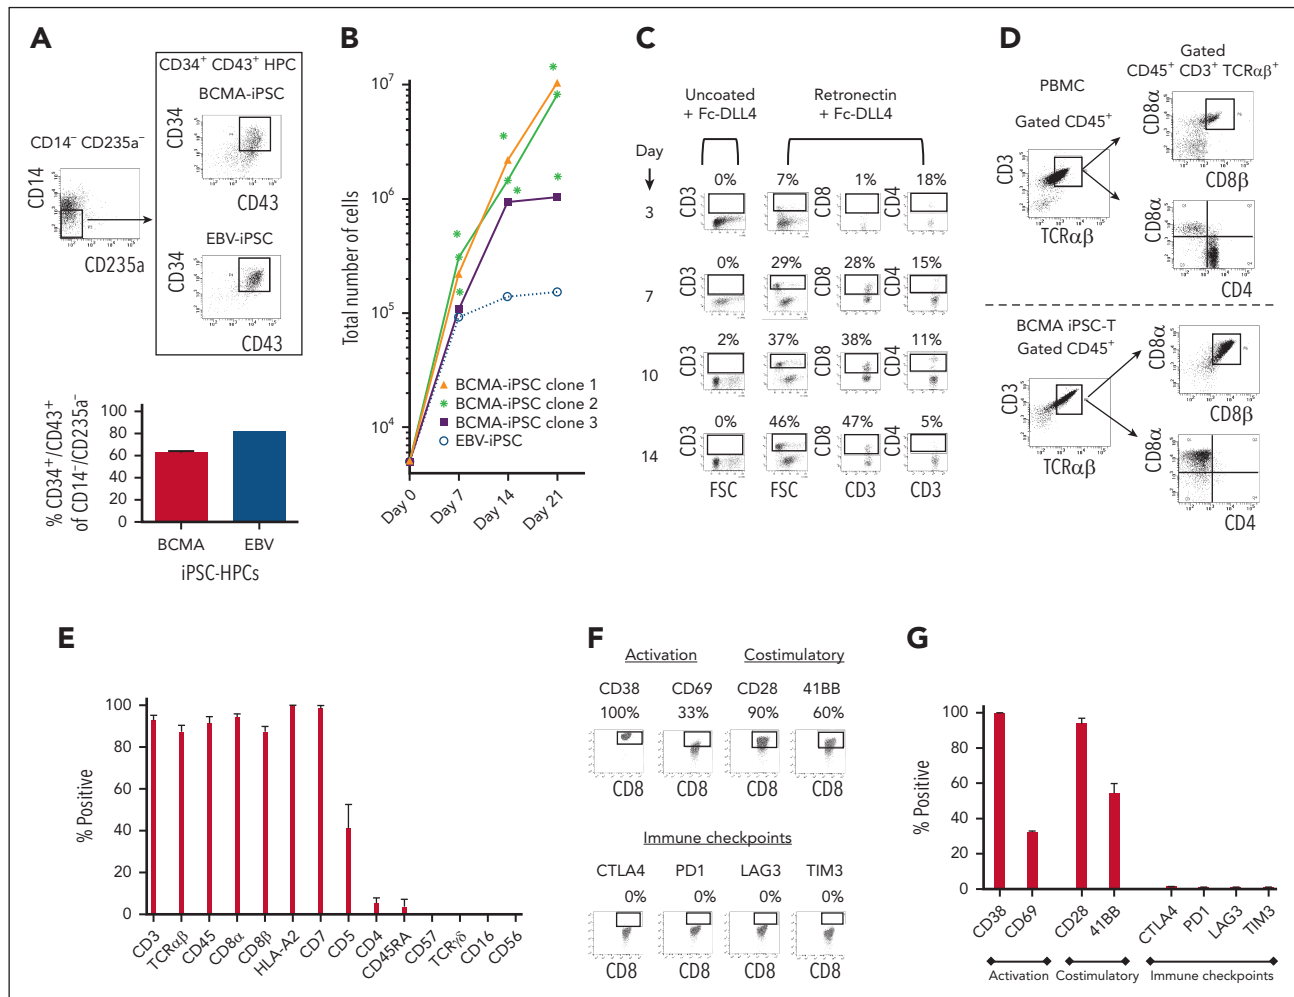 A
CD34+ CD43+ HPC
BCMA-iPSC
CD14− CD235a−
CD34
CD43
CD14
CD235a
EBV-iPSC
CD34
CD43
% CD34+/CD43+
of CD14−/CD235a−
100
80
60
40
20
0
BCMA
EBV
iPSC-HPCs
B
Total number of cells
10^7
10^6
10^5
10^4
BCMA-iPSC clone 1
BCMA-iPSC clone 2
BCMA-iPSC clone 3
EBV-iPSC
Day 0
Day 7
Day 14
Day 21
C
Uncoated
+ Fc-DLL4
Retronectin
+ Fc-DLL4
Day
3
CD3 0%
7%
CD8 1%
CD4 18%
7
CD3 0%
29%
CD8 28%
CD4 15%
10
CD3 2%
37%
CD8 38%
CD4 11%
14
CD3 0%
46%
CD8 47%
CD4 5%
FSC
FSC
CD3
CD3
D
PBMC
Gated CD45+
Gated
CD45+ CD3+ TCRαβ+
CD3
TCRαβ
CD8α
CD8β
CD8α
CD4
BCMA iPSC-T
Gated CD45+
CD3
TCRαβ
CD8α
CD8β
CD8α
CD4
E
% Positive
100
80
60
40
20
0
CD3
TCRαβ
CD45
CD8α
CD8β
HLA-A2
CD7
CD5
CD4
CD45RA
CD57
TCRγδ
CD16
CD56
F
Activation
Costimulatory
CD38
CD69
CD28
41BB
100%
33%
90%
60%
CD8
CD8
CD8
CD8
Immune checkpoints
CTLA4
PD1
LAG3
TIM3
0%
0%
0%
0%
CD8
CD8
CD8
CD8
G
% Positive
100
80
60
40
20
0
CD38
CD69
CD28
41BB
CTLA4
PD1
LAG3
TIM3
Activation
Costimulatory
Immune checkpoints